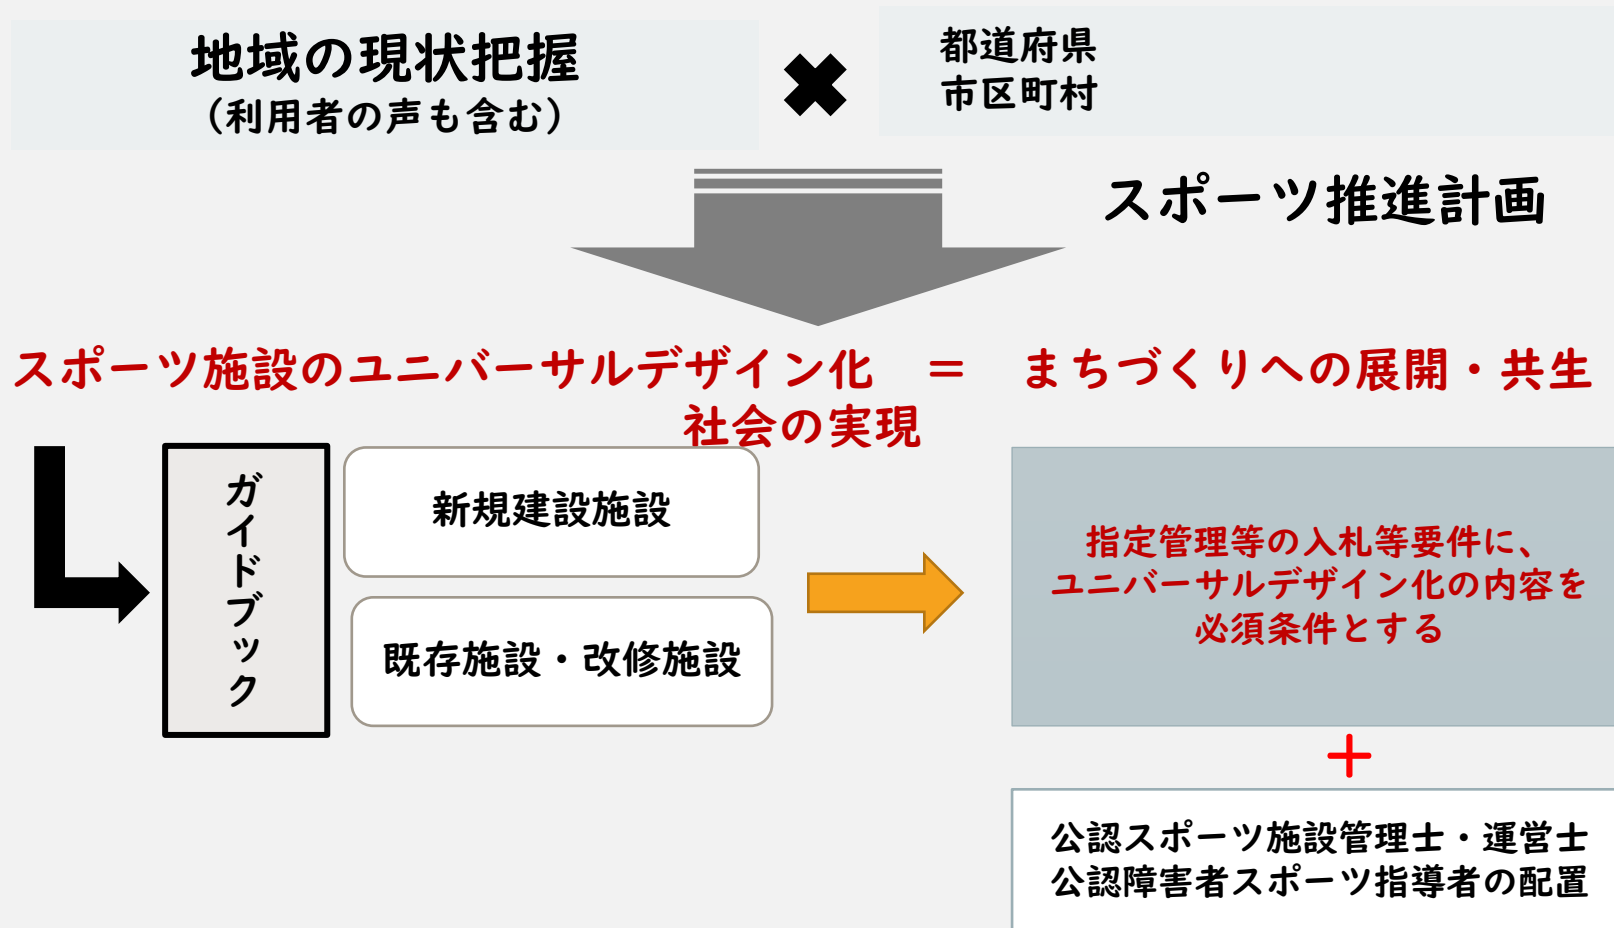 地域の現状把握
（利用者の声も含む）
✖
都道府県
市区町村
スポーツ推進計画
スポーツ施設のユニバーサルデザイン化　＝　まちづくりへの展開・共生
社会の実現
ガイドブック
新規建設施設
既存施設・改修施設
指定管理等の入札等要件に、
ユニバーサルデザイン化の内容を
必須条件とする
＋
公認スポーツ施設管理士・運営士
公認障害者スポーツ指導者の配置